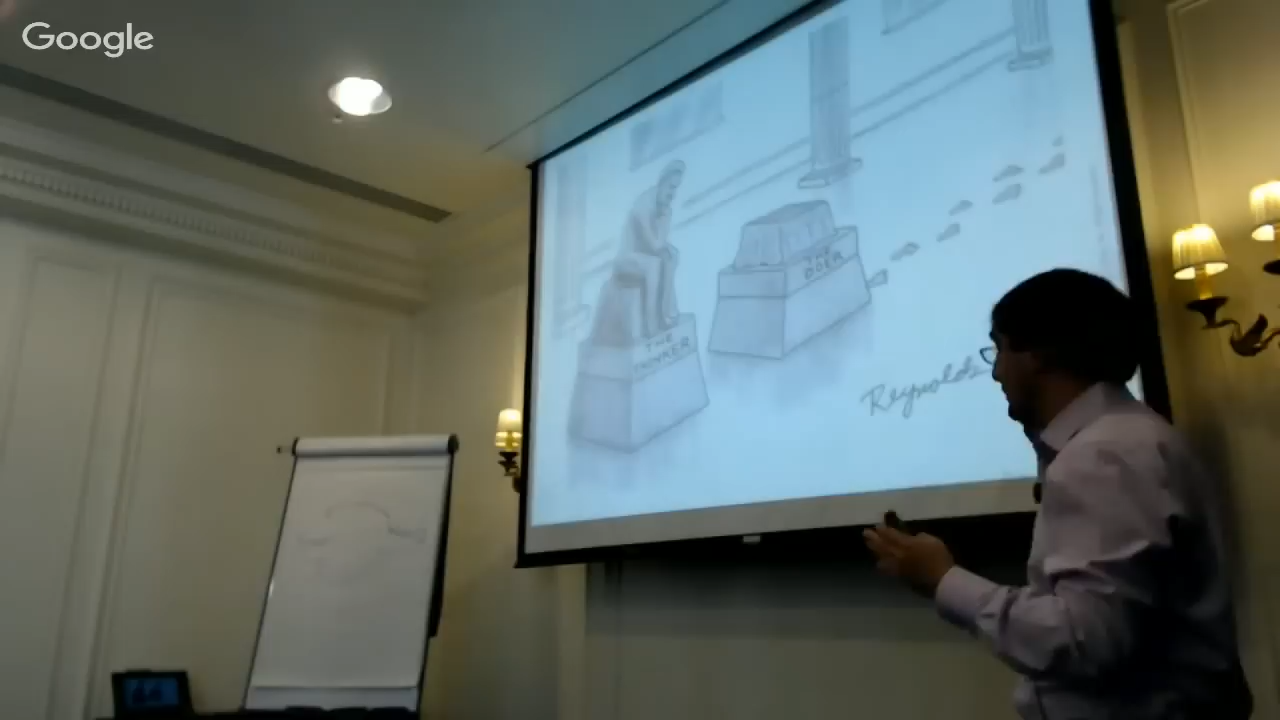 Google
THE
THINKER
THE
DOER
Reynolds